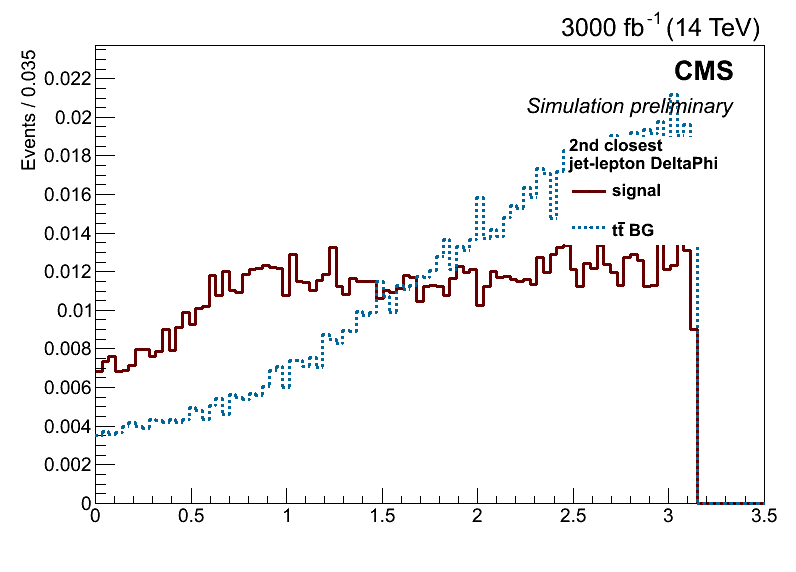 3000 fb⁻¹ (14 TeV)
Events / 0.035
CMS
Simulation preliminary
2nd closest
jet-lepton DeltaPhi
signal
tt̄ BG
0.022
0.02
0.018
0.016
0.014
0.012
0.01
0.008
0.006
0.004
0.002
0
0 0.5 1 1.5 2 2.5 3 3.5